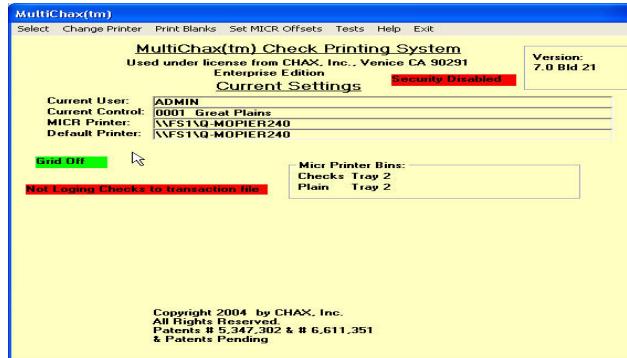 MultiChax(tm)
Select Change Printer Print Blanks Set MICR Offsets Tests Help Exit
MultiChax(tm) Check Printing System
Used under license from CHAX, Inc., Venice CA 90291
Enterprise Edition
Version:
7.0 Bld 21
Security Disabled
Current Settings
Current User: ADMIN
Current Control: 0001 Great Plains
MICR Printer: \\FS1\Q-MOPIER240
Default Printer: \\FS1\Q-MOPIER240
Grid Off
Not Loging Checks to transaction file
Micr Printer Bins:
Checks Tray 2
Plain Tray 2
Copyright 2004 by CHAX, Inc.
All Rights Reserved.
Patents # 5,347,302 & # 6,611,351
& Patents Pending